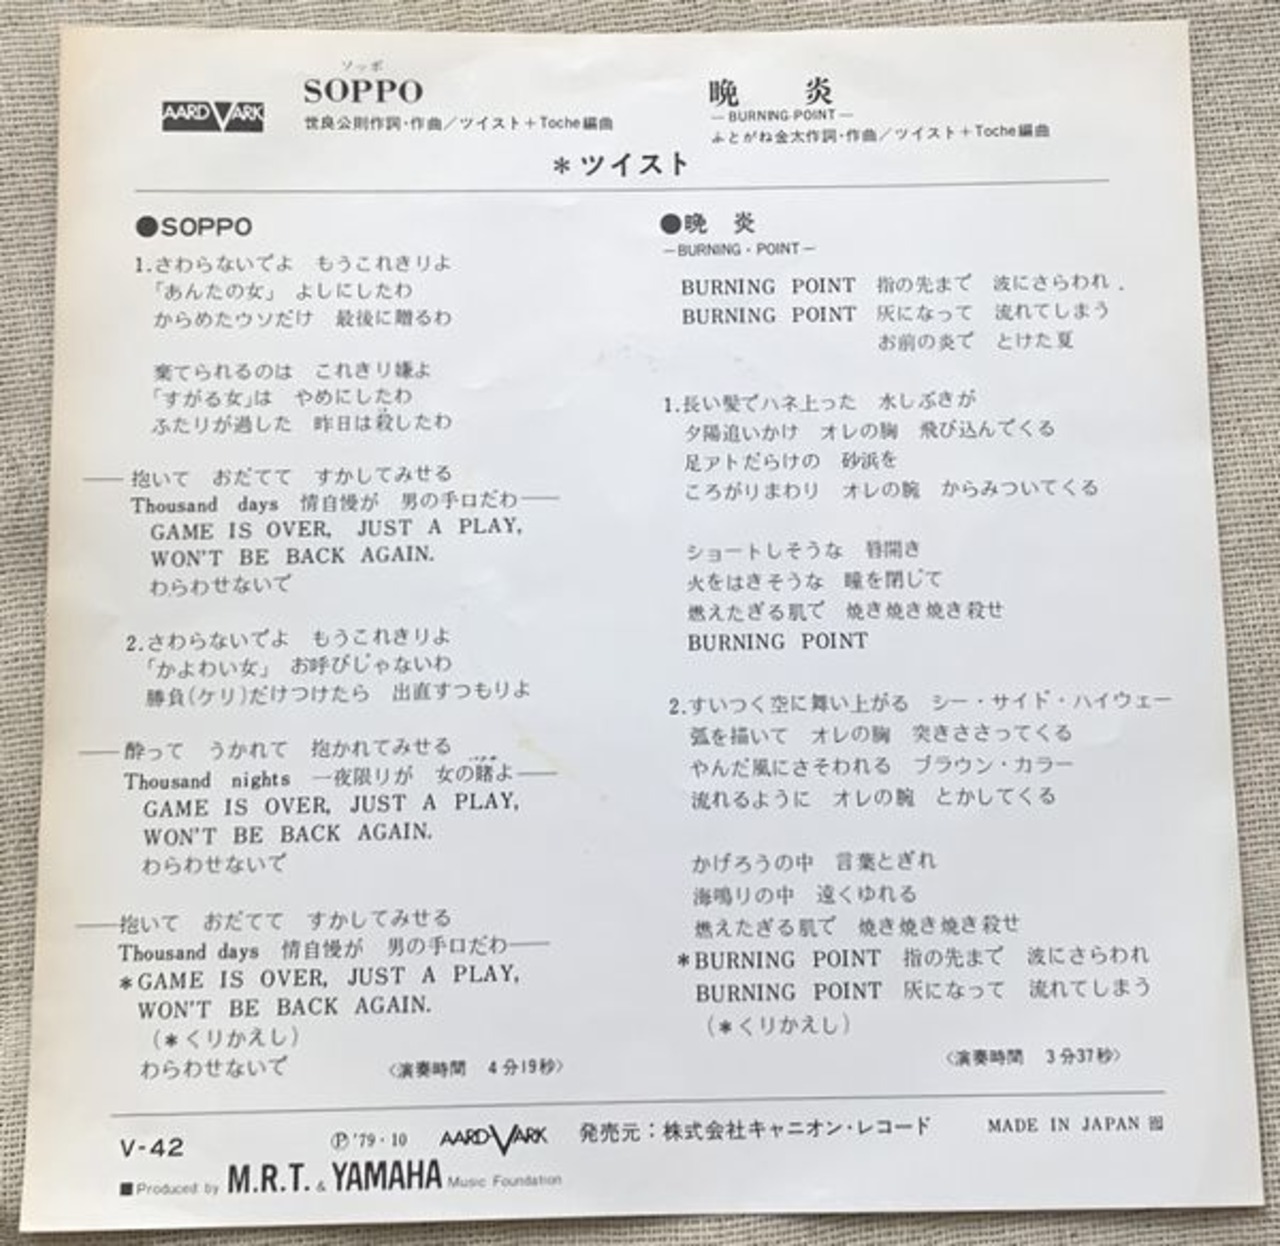 AARDVARK
ソッポ
SOPPO
世良公則作詞・作曲／ツイスト＋Toche編曲
晩 炎
—BURNING・POINT—
ふとがね金太作詞・作曲／ツイスト＋Toche編曲
＊ツイスト
●SOPPO
1.さわらないでよ もうこれきりよ
「あんたの女」 よしにしたわ
からめたウソだけ 最後に贈るわ
棄てられるのは これきり嫌よ
「すがる女」は やめにしたわ
ふたりが過した 昨日は殺したわ
——抱いて おだてて すかしてみせる
Thousand days 情自慢が 男の手口だわ——
GAME IS OVER, JUST A PLAY,
WON'T BE BACK AGAIN.
わらわせないで
2.さわらないでよ もうこれきりよ
「かよわい女」 お呼びじゃないわ
勝負(ケリ)だけつけたら 出直すつもりよ
——酔って うかれて 抱かれてみせる
Thousand nights 一夜限りが 女の賭よ——
GAME IS OVER, JUST A PLAY,
WON'T BE BACK AGAIN.
わらわせないで
——抱いて おだてて すかしてみせる
Thousand days 情自慢が 男の手口だわ——
＊GAME IS OVER, JUST A PLAY,
WON'T BE BACK AGAIN.
(＊くりかえし)
わらわせないで
〈演奏時間 4分19秒〉
●晩 炎
—BURNING・POINT—
BURNING POINT 指の先まで 波にさらわれ
BURNING POINT 灰になって 流れてしまう
お前の炎で とけた夏
1.長い髪でハネ上った 水しぶきが
夕陽追いかけ オレの胸 飛び込んでくる
足アトだらけの 砂浜を
ころがりまわり オレの腕 からみついてくる
ショートしそうな 唇開き
火をはきそうな 瞳を閉じて
燃えたぎる肌で 焼き焼き焼き殺せ
BURNING POINT
2.すいつく空に舞い上がる シー・サイド・ハイウェー
弧を描いて オレの胸 突きささってくる
やんだ風にさそわれる ブラウン・カラー
流れるように オレの腕 とかしてくる
かげろうの中 言葉とぎれ
海鳴りの中 遠くゆれる
燃えたぎる肌で 焼き焼き焼き殺せ
＊BURNING POINT 指の先まで 波にさらわれ
BURNING POINT 灰になって 流れてしまう
(＊くりかえし)
〈演奏時間 3分37秒〉
V-42
Ⓟ'79・10 AARDVARK 発売元：株式会社キャニオン・レコード MADE IN JAPAN
■Produced by M.R.T. & YAMAHA Music Foundation